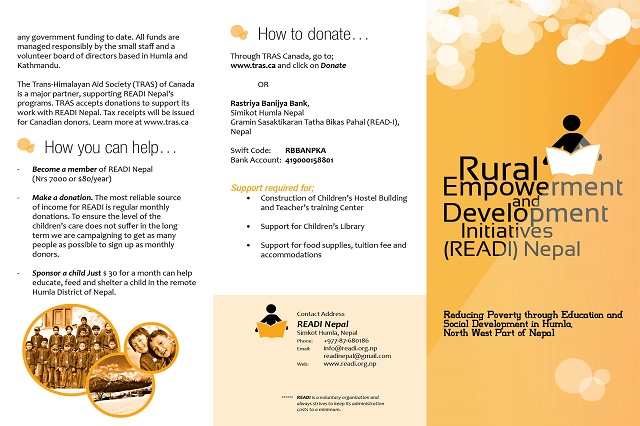 any government funding to date. All funds are
managed responsibly by the small staff and a
volunteer board of directors based in Humla and
Kathmandu.
The Trans-Himalayan Aid Society (TRAS) of Canada
is a major partner, supporting READI Nepal's
programs. TRAS accepts donations to support its
work with READI Nepal. Tax receipts will be issued
for Canadian donors. Learn more at www.tras.ca
How you can help...
- Become a member of READI Nepal
(Nrs 7000 or $80/year)
- Make a donation. The most reliable source
of income for READI is regular monthly
donations. To ensure the level of the
children's care does not suffer in the long
term we are campaigning to get as many
people as possible to sign up as monthly
donors.
- Sponsor a child Just $ 30 for a month can help
educate, feed and shelter a child in the remote
Humla District of Nepal.
How to donate...
Through TRAS Canada, go to;
www.tras.ca and click on Donate
OR
Rastriya Banijya Bank,
Simikot Humla Nepal
Gramin Sasaktikaran Tatha Bikas Pahal (READ-I),
Nepal
Swift Code: RBBANPKA
Bank Account: 419000158801
Support required for;
• Construction of Children's Hostel Building
and Teacher's training Center
• Support for Children's Library
• Support for food supplies, tuition fee and
accommodations
Contact Address
READI Nepal
Simkot Humla, Nepal
Phone: +977-87-680186
Email: info@readi.org.np
readinepal@gmail.com
Web: www.readi.org.np
****** READI is a voluntary organization and
always strives to keep its administration
costs to a minimum.
Rural
Empowerment
and
Development
Initiatives
(READI) Nepal
Reducing Poverty through Education and
Social Development in Humla,
North West Part of Nepal